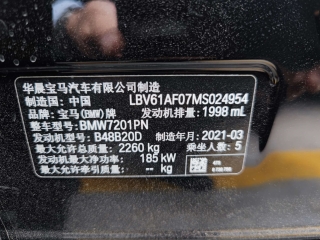 华晨宝马汽车有限公司制造
制造国：中国 LBV61AF07MS024954
品牌：宝马(BMW)牌 发动机排量：1998 mL
整车型号：BMW7201PN
发动机型号：B48B20D 制造年月：2021-03
最大允许总质量：2260 kg 乘坐人数：5
发动机最大净功率：185 kW
最大允许 -- kg